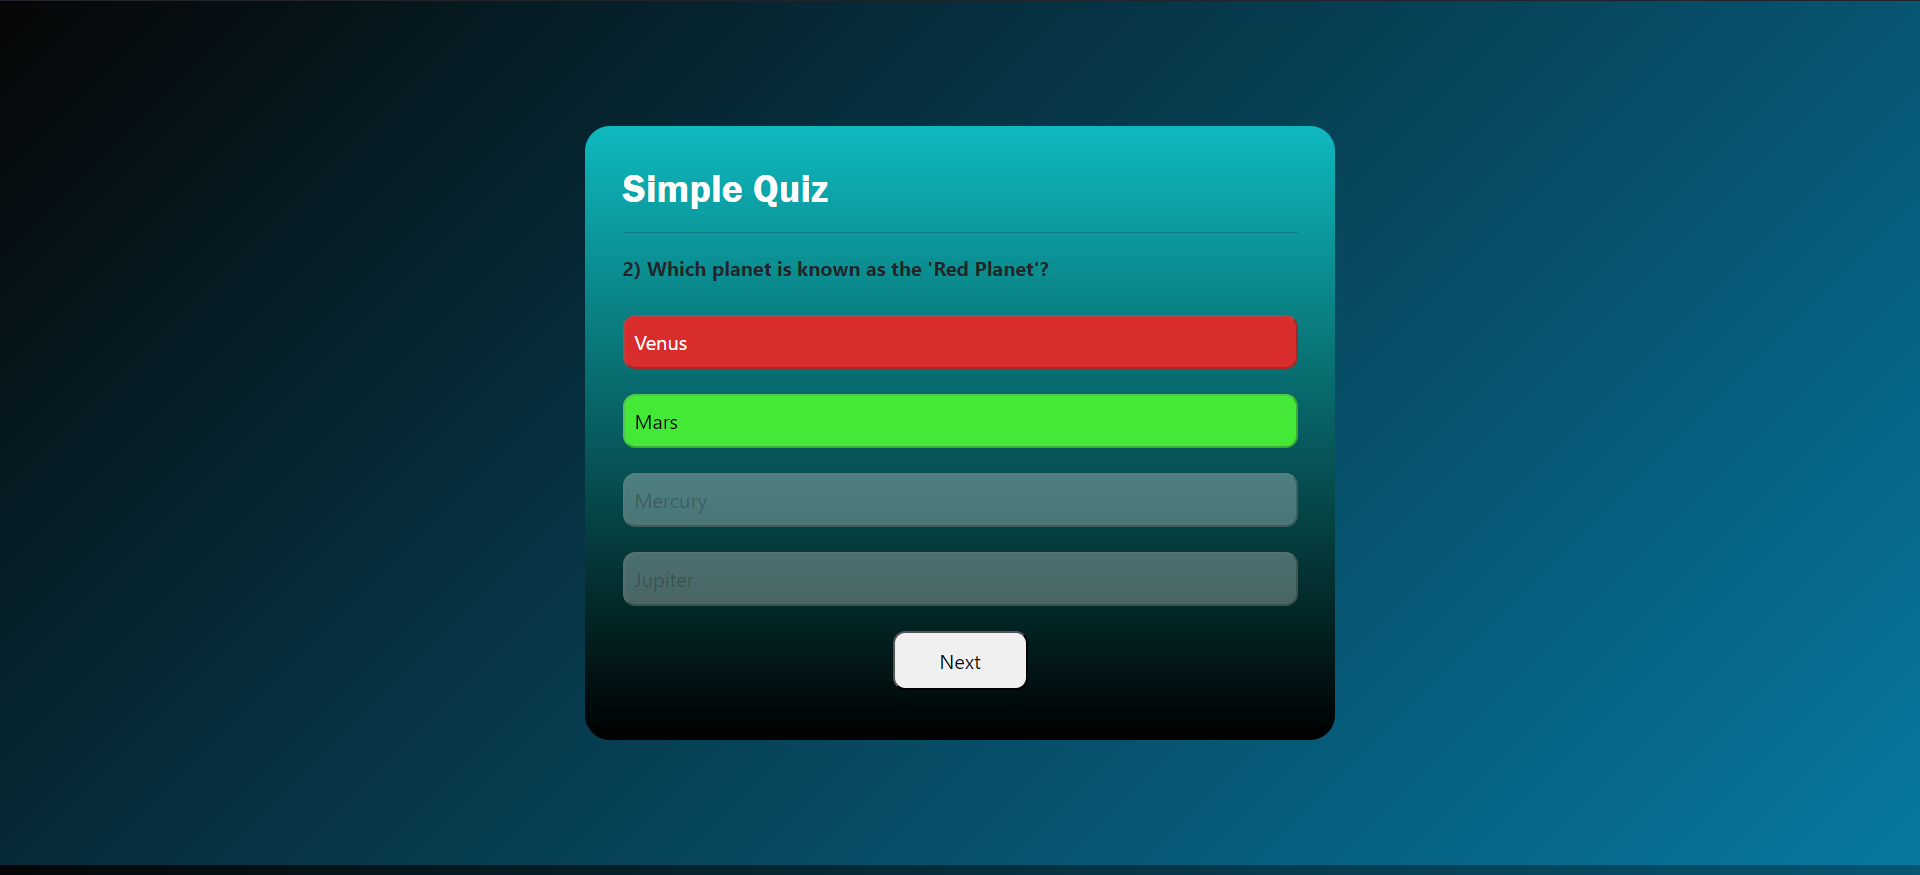 Simple Quiz
2) Which planet is known as the 'Red Planet'?
Venus
Mars
Mercury
Jupiter
Next